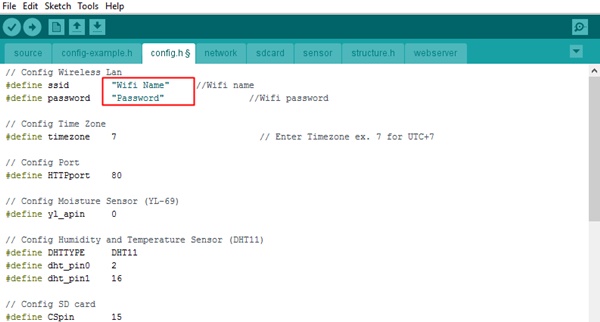 File Edit Sketch Tools Help
source config-example.h config.h § network sdcard sensor structure.h webserver
// Config Wireless Lan
#define ssid "Wifi Name" //Wifi name
#define password "Password" //Wifi password
// Config Time Zone
#define timezone 7 // Enter Timezone ex. 7 for UTC+7
// Config Port
#define HTTPport 80
// Config Moisture Sensor (YL-69)
#define yl_apin 0
// Config Humidity and Temperature Sensor (DHT11)
#define DHTTYPE DHT11
#define dht_pin0 2
#define dht_pin1 16
// Config SD card
#define CSpin 15